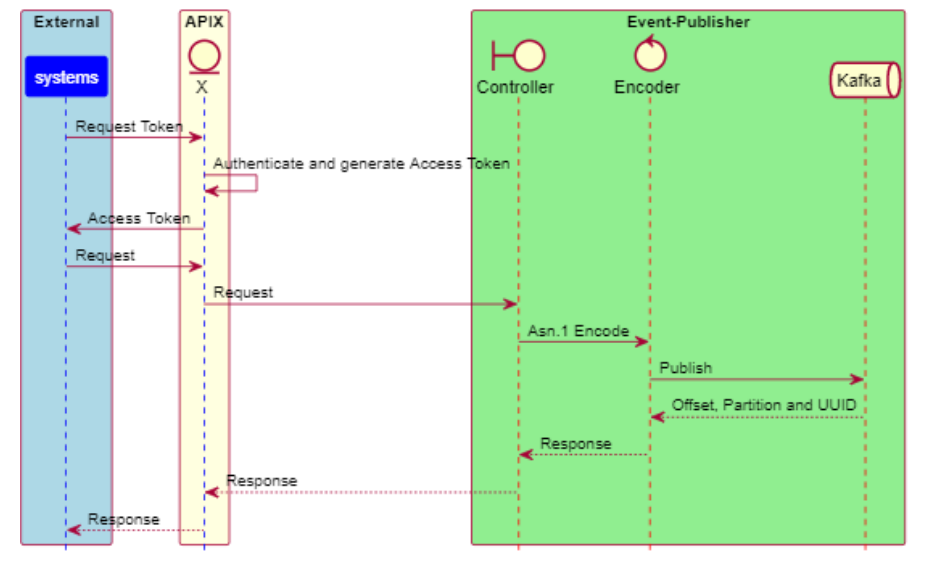 External
APIX
Event-Publisher
systems
X
Controller
Encoder
Kafka
Request Token
Authenticate and generate Access Token
Access Token
Request
Request
Asn.1 Encode
Publish
Offset, Partition and UUID
Response
Response
Response